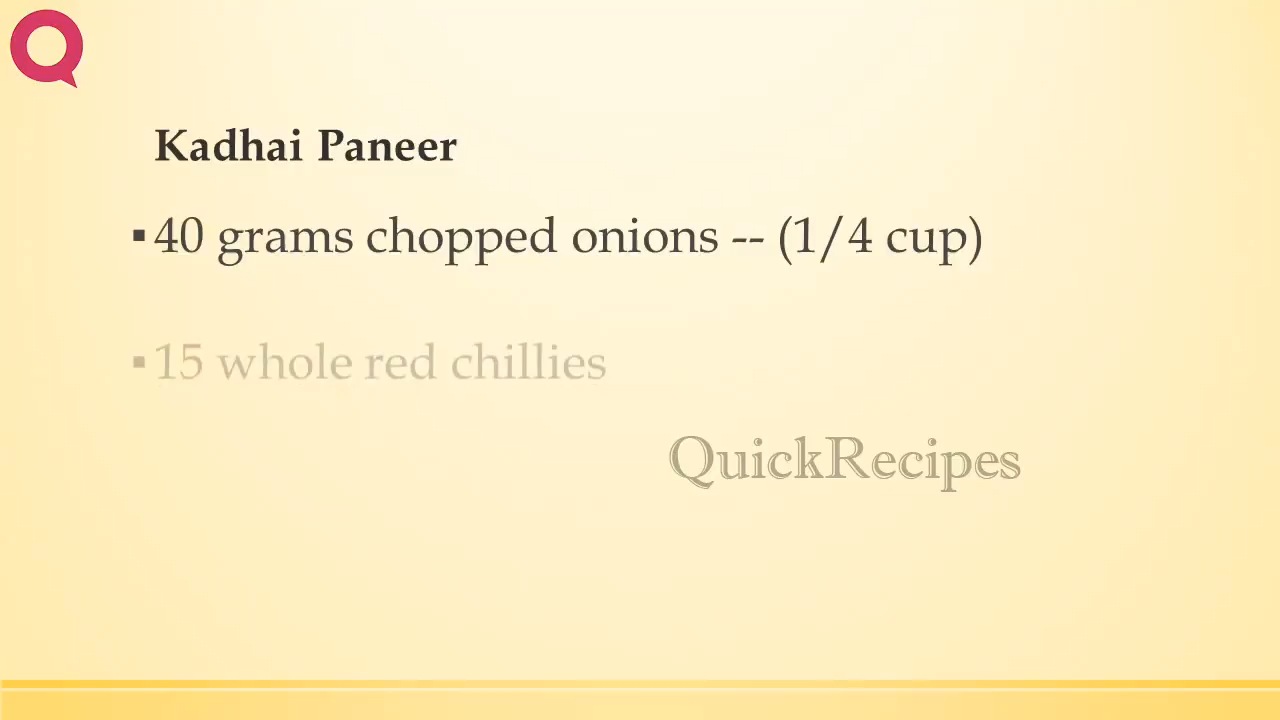 Kadhai Paneer
▪40 grams chopped onions -- (1/4 cup)
▪15 whole red chillies
QuickRecipes